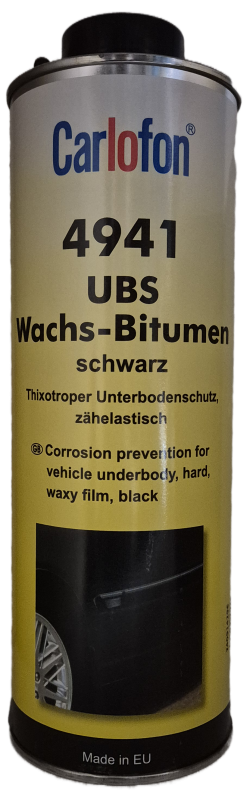 Carlofon®
4941
UBS
Wachs-Bitumen
schwarz
Thixotroper Unterbodenschutz,
zähelastisch
GB Corrosion prevention for
vehicle underbody, hard,
waxy film, black
Made in EU